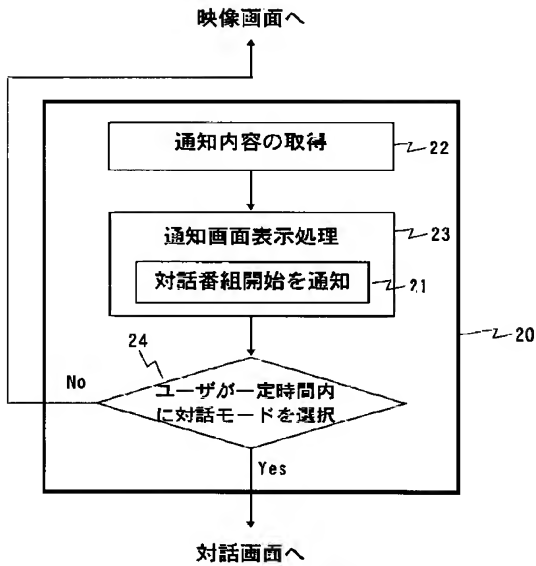 映像画面へ
通知内容の取得
22
通知画面表示処理
23
対話番組開始を通知
21
20
24
No
ユーザが一定時間内
に対話モードを選択
Yes
対話画面へ